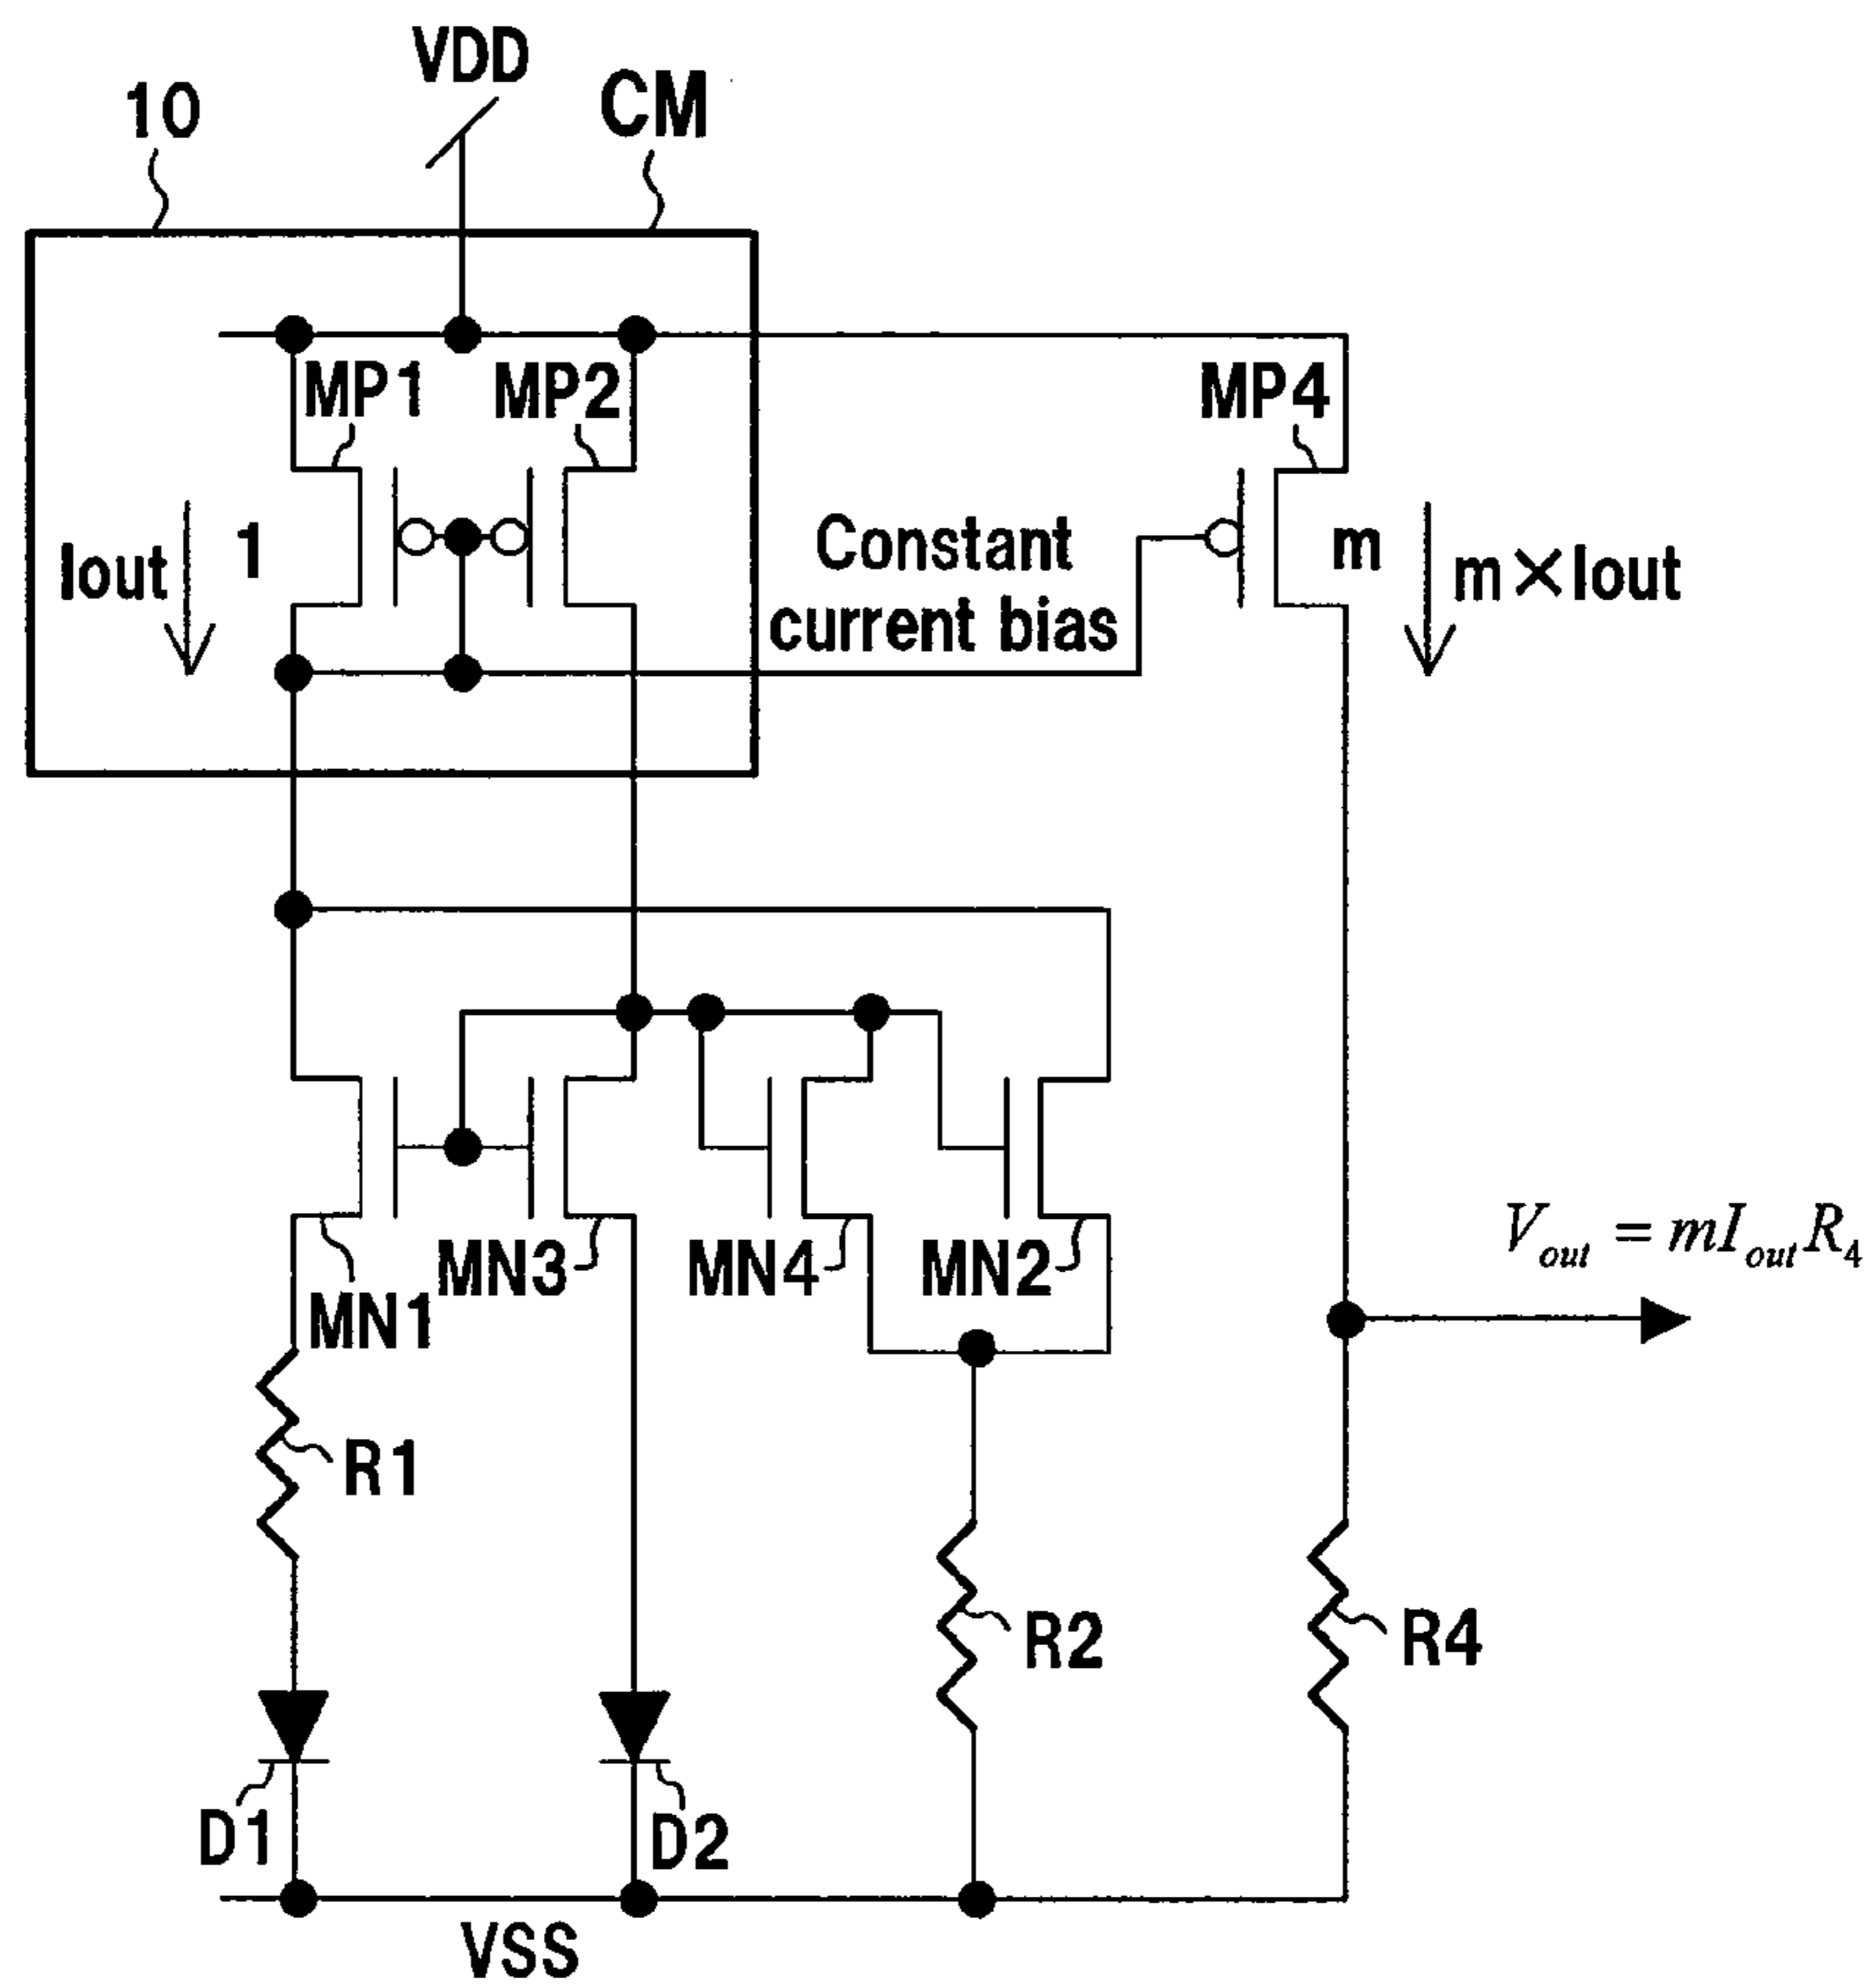 VDD
10
CM
MP1
MP2
MP4
Iout
1
Constant
current bias
m
m×Iout
MN3
MN4
MN2
MN1
V_out = mI_out R_4
R1
R2
R4
D1
D2
VSS